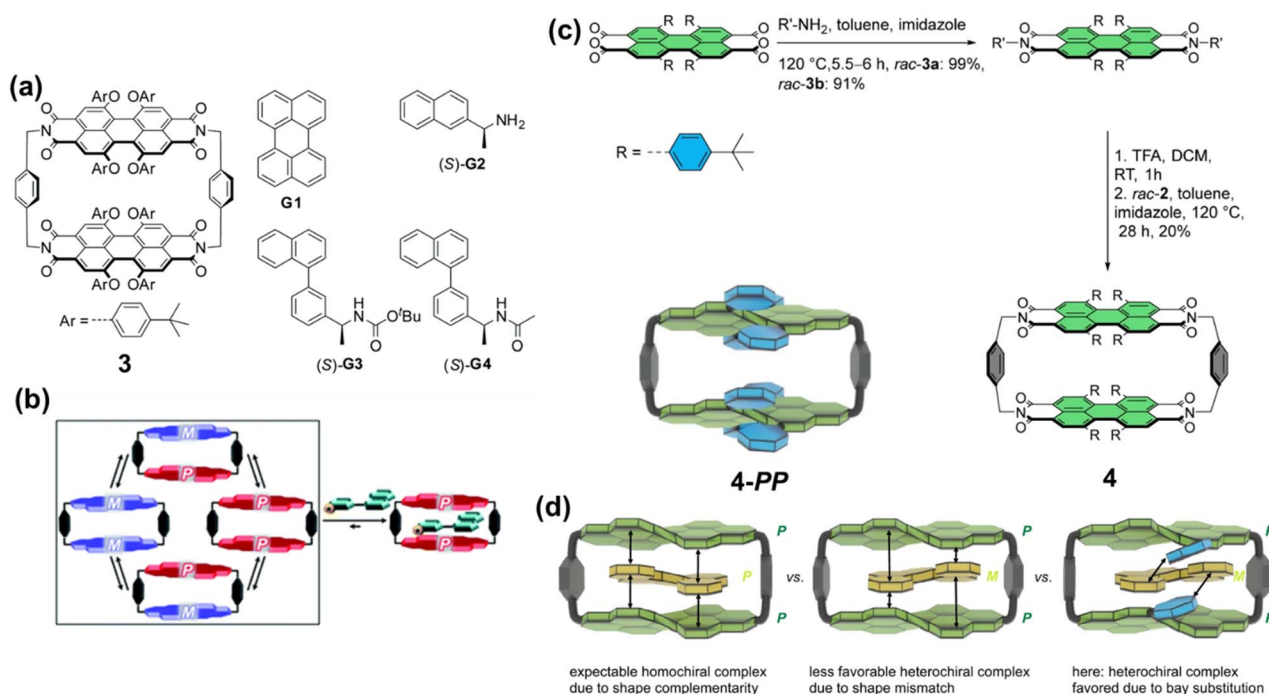 (a)
ArO OAr
O O
N N
O O
ArO OAr
ArO OAr
O O
N N
O O
ArO OAr
Ar =
3
G1
NH2
(S)-G2
H
N
O
OtBu
(S)-G3
H
N
O
(S)-G4
(b)
M
P
M
M
P
P
P
M
P
P
(c)
R R
O O
O O
O O
R R
R'-NH2, toluene, imidazole
120 °C,5.5–6 h, rac-3a: 99%,
rac-3b: 91%
R R
O O
R'-N N-R'
O O
R R
R =
1. TFA, DCM,
RT, 1h
2. rac-2, toluene,
imidazole, 120 °C,
28 h, 20%
R R
O O
N N
O O
R R
R R
O O
N N
O O
R R
4-PP
4
(d)
P
P
P
vs.
P
M
P
vs.
P
M
expectable homochiral complex
due to shape complementarity
less favorable heterochiral complex
due to shape mismatch
here: heterochiral complex
favored due to bay substitution